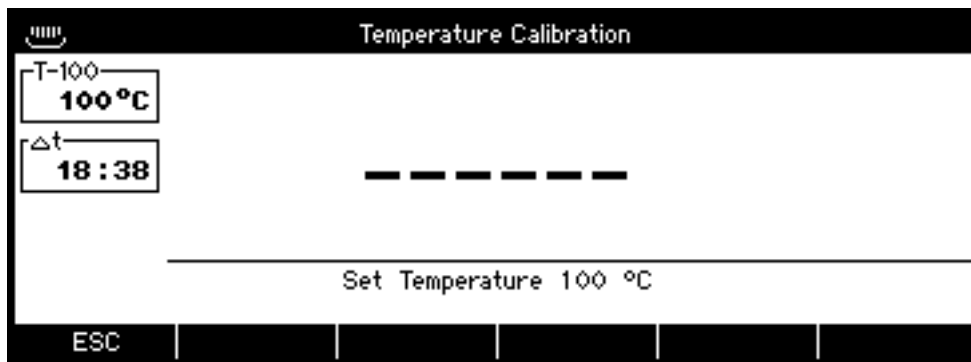 Temperature Calibration
T-100
100°C
△t
18:38
------
Set Temperature 100 °C
ESC